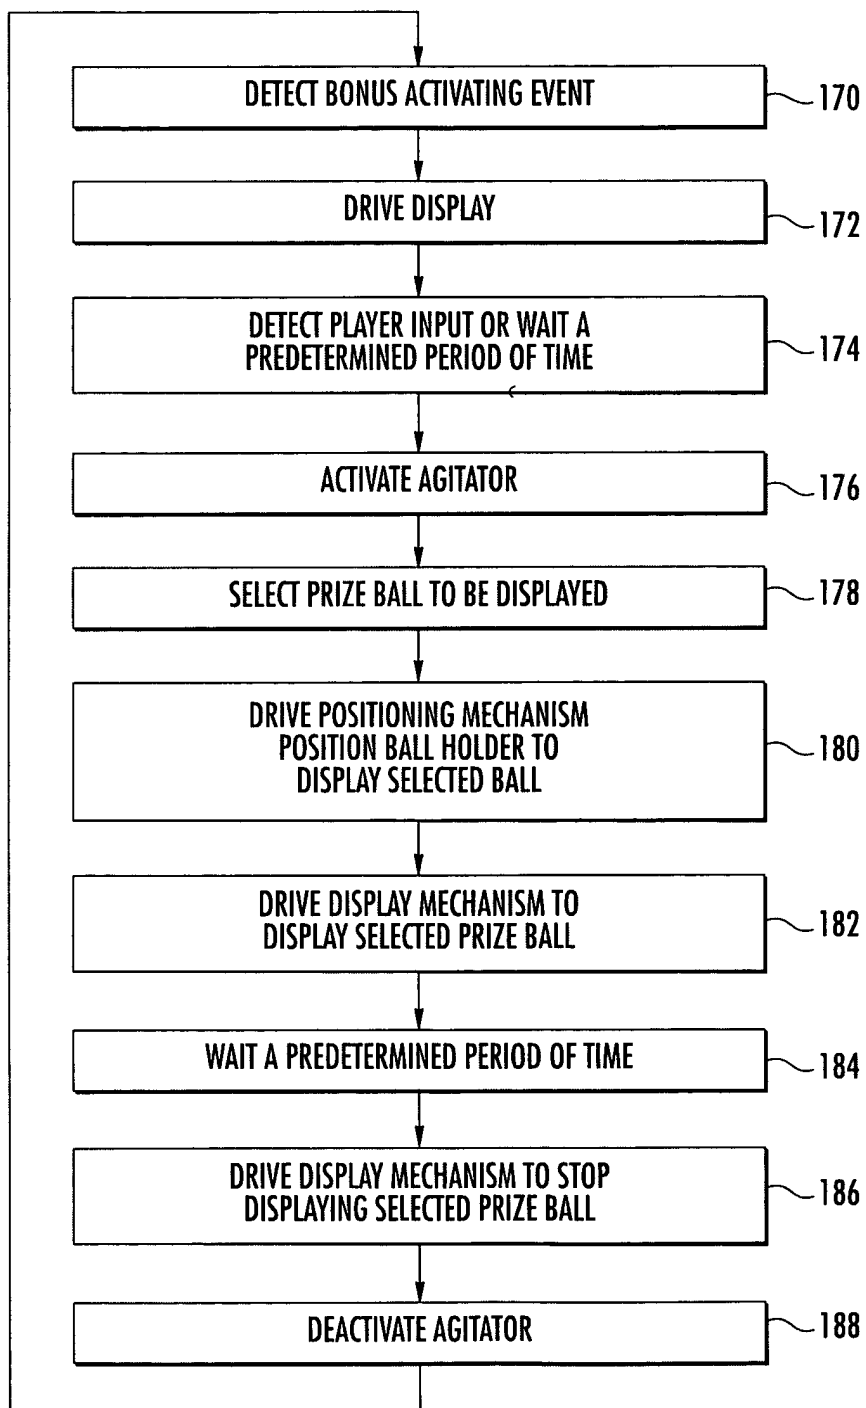 DETECT BONUS ACTIVATING EVENT
170
DRIVE DISPLAY
172
DETECT PLAYER INPUT OR WAIT A
PREDETERMINED PERIOD OF TIME
174
ACTIVATE AGITATOR
176
SELECT PRIZE BALL TO BE DISPLAYED
178
DRIVE POSITIONING MECHANISM
POSITION BALL HOLDER TO
DISPLAY SELECTED BALL
180
DRIVE DISPLAY MECHANISM TO
DISPLAY SELECTED PRIZE BALL
182
WAIT A PREDETERMINED PERIOD OF TIME
184
DRIVE DISPLAY MECHANISM TO STOP
DISPLAYING SELECTED PRIZE BALL
186
DEACTIVATE AGITATOR
188